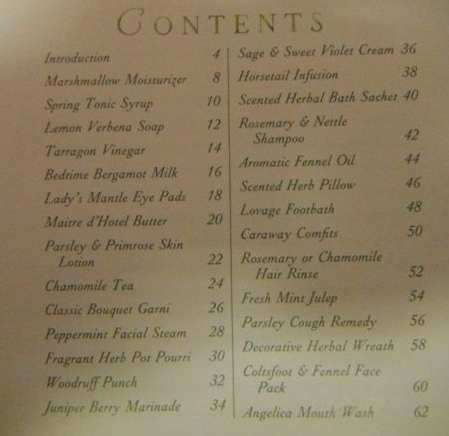 CONTENTS
Introduction 4
Marshmallow Moisturizer 8
Spring Tonic Syrup 10
Lemon Verbena Soap 12
Tarragon Vinegar 14
Bedtime Bergamot Milk 16
Lady's Mantle Eye Pads 18
Maitre d'Hotel Butter 20
Parsley & Primrose Skin
Lotion 22
Chamomile Tea 24
Classic Bouquet Garni 26
Peppermint Facial Steam 28
Fragrant Herb Pot Pourri 30
Woodruff Punch 32
Juniper Berry Marinade 34
Sage & Sweet Violet Cream 36
Horsetail Infusion 38
Scented Herbal Bath Sachet 40
Rosemary & Nettle
Shampoo 42
Aromatic Fennel Oil 44
Scented Herb Pillow 46
Lovage Footbath 48
Caraway Comfits 50
Rosemary or Chamomile
Hair Rinse 52
Fresh Mint Julep 54
Parsley Cough Remedy 56
Decorative Herbal Wreath 58
Coltsfoot & Fennel Face
Pack 60
Angelica Mouth Wash 62